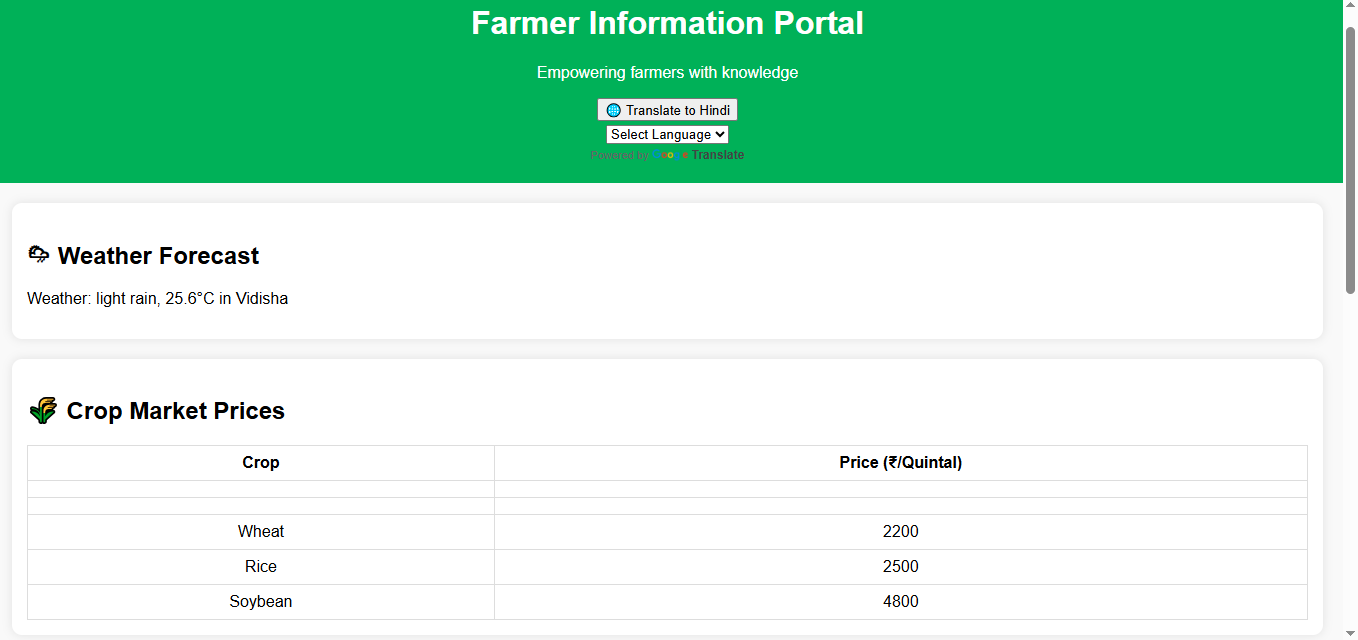 Farmer Information Portal
Empowering farmers with knowledge
Translate to Hindi
Select Language
Powered by Google Translate
Weather Forecast
Weather: light rain, 25.6°C in Vidisha
Crop Market Prices
Crop Price (₹/Quintal)
Wheat 2200
Rice 2500
Soybean 4800